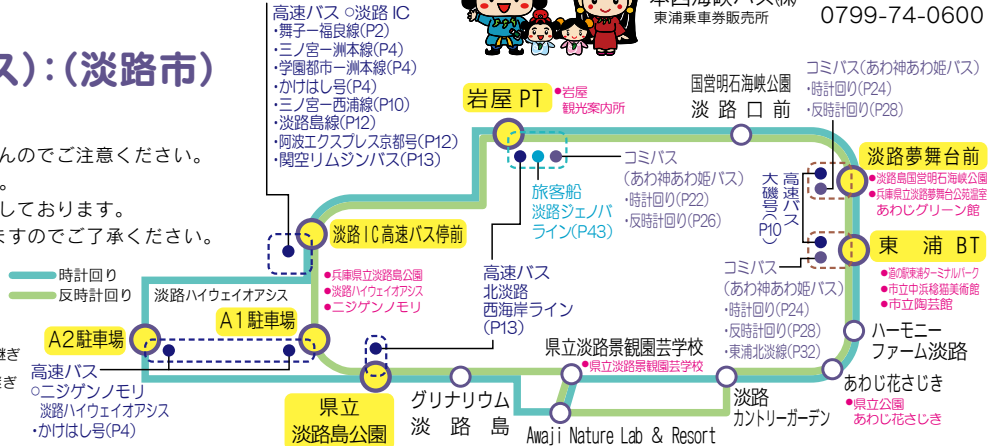 本四海峡バス㈱
東浦乗車券販売所
0799-74-0600
ス):(淡路市)
んのでご注意ください。
。
しております。
ますのでご了承ください。
時計回り
反時計回り
継ぎ
継ぎ
高速バス ○淡路 IC
・舞子ー福良線(P2)
・三ノ宮ー洲本線(P4)
・学園都市ー洲本線(P4)
・かけはし号(P4)
・三ノ宮ー西浦線(P10)
・淡路島線(P12)
・阿波エクスプレス京都号(P12)
・関空リムジンバス(P13)
岩屋 PT
●岩屋
観光案内所
国営明石海峡公園
淡路口前
コミバス(あわ神あわ姫バス)
・時計回り(P24)
・反時計回り(P28)
淡路夢舞台前
●淡路島国営明石海峡公園
●兵庫県立淡路夢舞台公苑温室
あわじグリーン館
高速バス
大磯号(P10)
コミバス
(あわ神あわ姫バス)
・時計回り(P22)
・反時計回り(P26)
旅客船
淡路ジェノバ
ライン(P43)
高速バス
北淡路
西海岸ライン
(P13)
東浦 BT
●道の駅東浦ターミナルパーク
●市立中浜稔猫美術館
●市立陶芸館
コミバス
(あわ神あわ姫バス)
・時計回り(P24)
・反時計回り(P28)
・東浦北淡線(P32)
淡路IC高速バス停前
●兵庫県立淡路島公園
●淡路ハイウェイオアシス
●ニジゲンノモリ
淡路ハイウェイオアシス
A1駐車場
A2駐車場
高速バス
○ニジゲンノモリ
淡路ハイウェイオアシス
・かけはし号(P4)
県立
淡路島公園
グリナリウム
淡路島
県立淡路景観園芸学校
●県立淡路景観園芸学校
Awaji Nature Lab & Resort
淡路
カントリーガーデン
ハーモニー
ファーム淡路
あわじ花さじき
●県立公園
あわじ花さじき